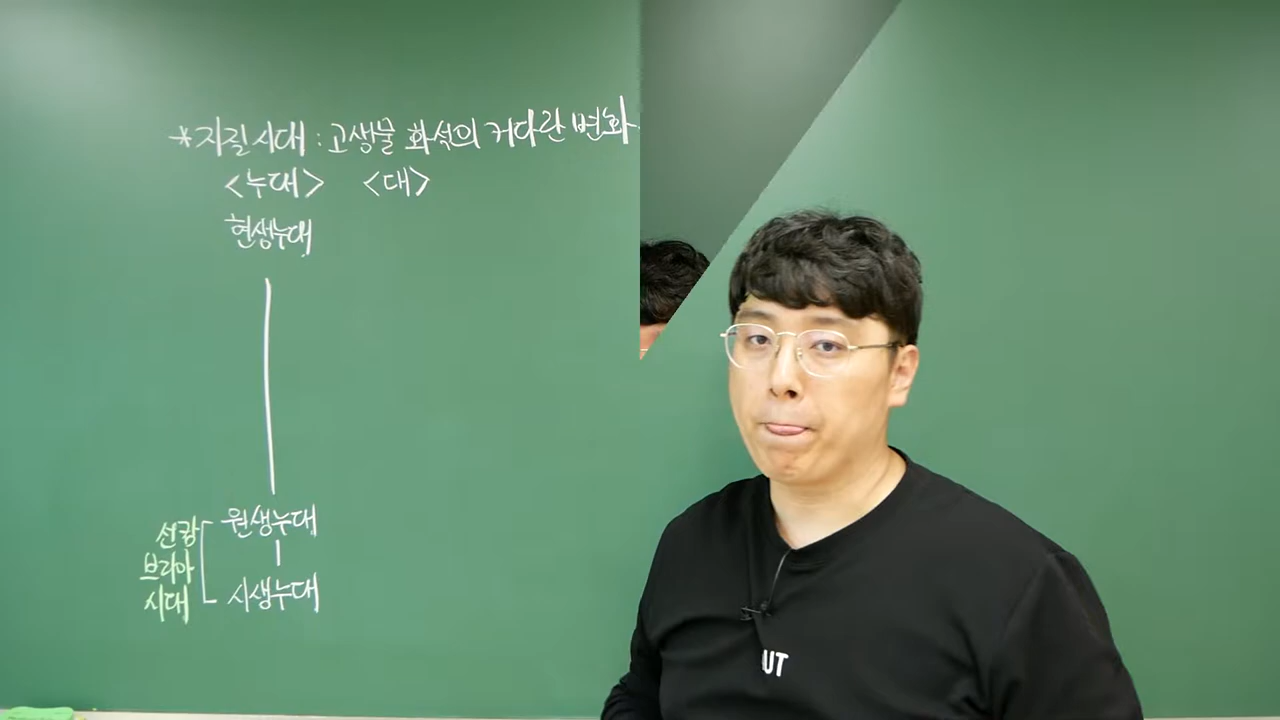 *지질시대 : 고생물 화석의 커다란 변화
<누대> <대>
현생누대
원생누대
선캄
브리아
시대
시생누대
UT